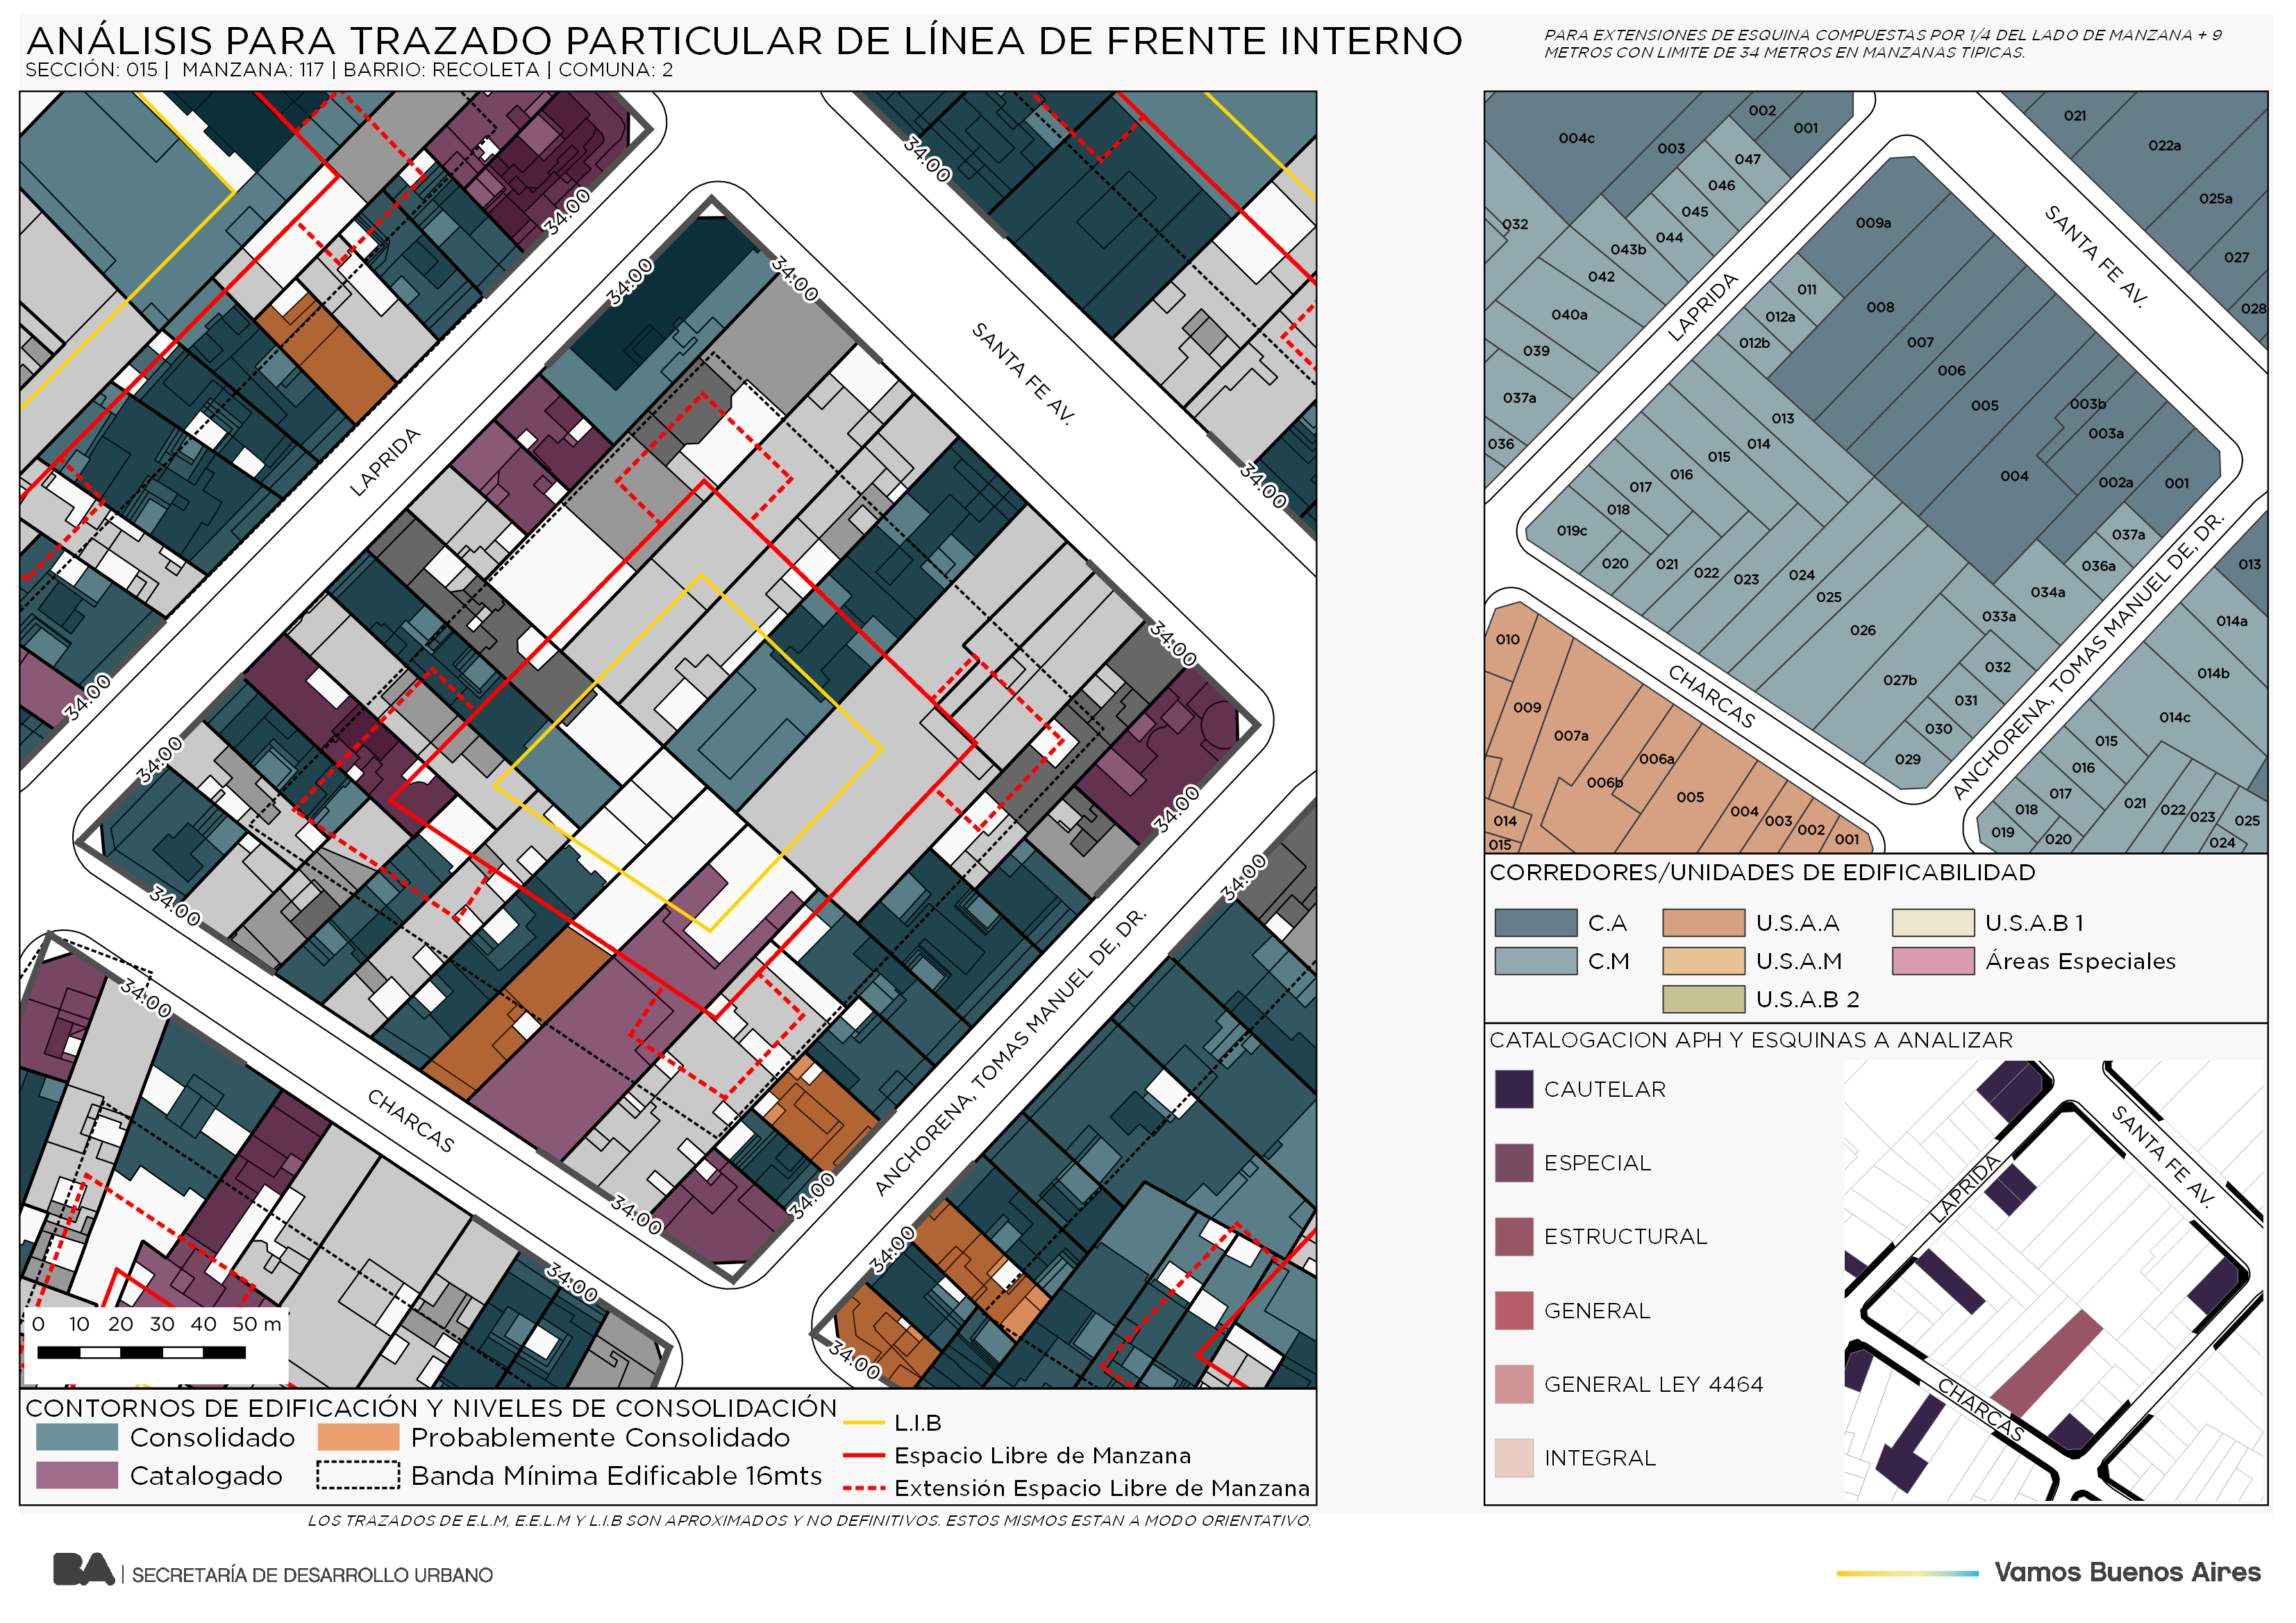 ANÁLISIS PARA TRAZADO PARTICULAR DE LÍNEA DE FRENTE INTERNO
SECCIÓN: 015 | MANZANA: 117 | BARRIO: RECOLETA | COMUNA: 2
PARA EXTENSIONES DE ESQUINA COMPUESTAS POR 1/4 DEL LADO DE MANZANA + 9
METROS CON LIMITE DE 34 METROS EN MANZANAS TIPICAS.
34.00
34.00
34.00
34.00
SANTA FE AV.
LAPRIDA
34.00
34.00
34.00
34.00
34.00
34.00
34.00
34.00
CHARCAS
ANCHORENA, TOMAS MANUEL DE, DR.
34.00
34.00
34.00
34.00
34.00
0 10 20 30 40 50 m
CONTORNOS DE EDIFICACIÓN Y NIVELES DE CONSOLIDACIÓN
Consolidado
Probablemente Consolidado
Catalogado
Banda Mínima Edificable 16mts
L.I.B
Espacio Libre de Manzana
Extensión Espacio Libre de Manzana
LOS TRAZADOS DE E.L.M, E.E.L.M Y L.I.B SON APROXIMADOS Y NO DEFINITIVOS. ESTOS MISMOS ESTAN A MODO ORIENTATIVO.
004c
003
002
001
047
046
045
044
043b
042
040a
039
037a
036
032
LAPRIDA
SANTA FE AV.
021
022a
025a
027
028
009a
008
007
006
005
004
003b
003a
002a
001
011
012a
012b
013
014
015
016
017
018
019c
020
021
022
023
024
025
026
027b
029
030
031
032
033a
034a
036a
037a
CHARCAS
ANCHORENA, TOMAS MANUEL DE, DR.
013
014a
014b
014c
015
016
017
018
019
020
021
022
023
024
025
010
009
007a
006b
006a
005
004
003
002
001
014
015
CORREDORES/UNIDADES DE EDIFICABILIDAD
C.A
U.S.A.A
U.S.A.B 1
C.M
U.S.A.M
Áreas Especiales
U.S.A.B 2
CATALOGACION APH Y ESQUINAS A ANALIZAR
CAUTELAR
ESPECIAL
ESTRUCTURAL
GENERAL
GENERAL LEY 4464
INTEGRAL
LAPRIDA
SANTA FE AV.
CHARCAS
BA | SECRETARÍA DE DESARROLLO URBANO
Vamos Buenos Aires